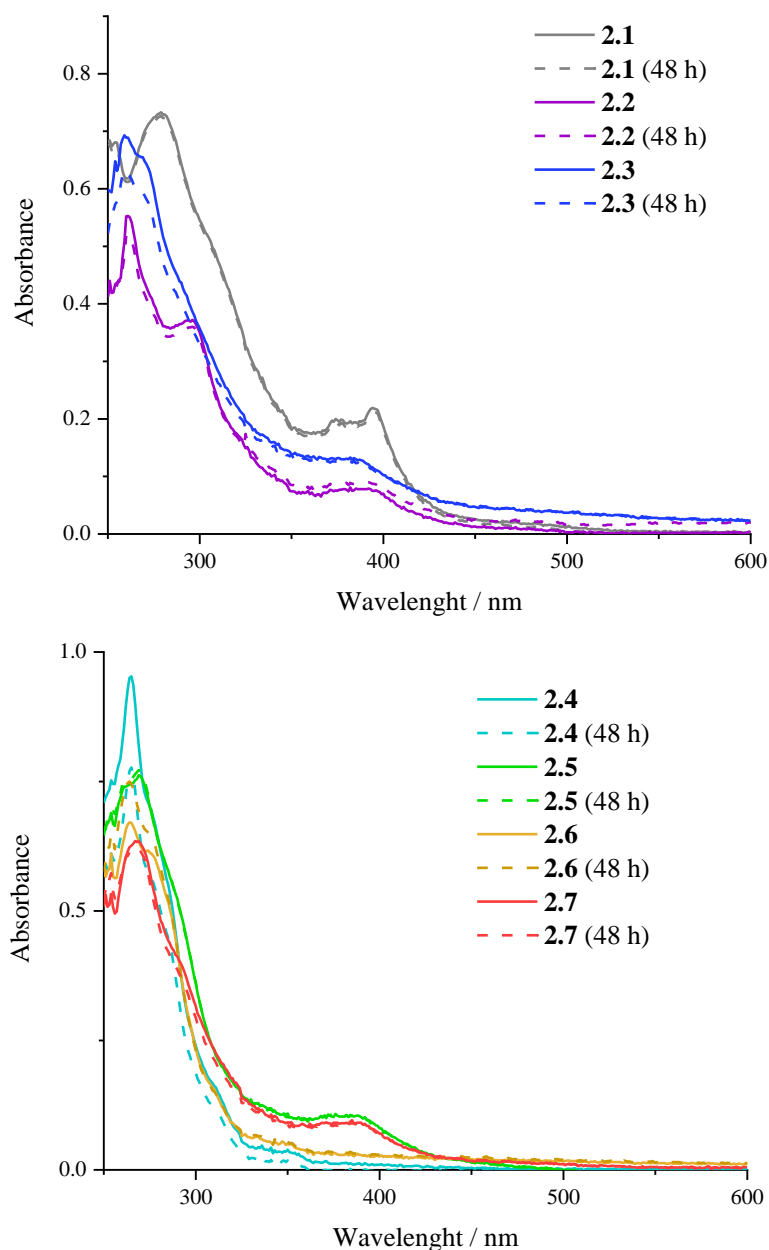 2.1
2.1 (48 h)
2.2
2.2 (48 h)
2.3
2.3 (48 h)
0.8
0.6
0.4
0.2
0.0
Absorbance
300
400
500
600
Wavelenght / nm
1.0
0.5
0.0
Absorbance
2.4
2.4 (48 h)
2.5
2.5 (48 h)
2.6
2.6 (48 h)
2.7
2.7 (48 h)
300
400
500
600
Wavelenght / nm